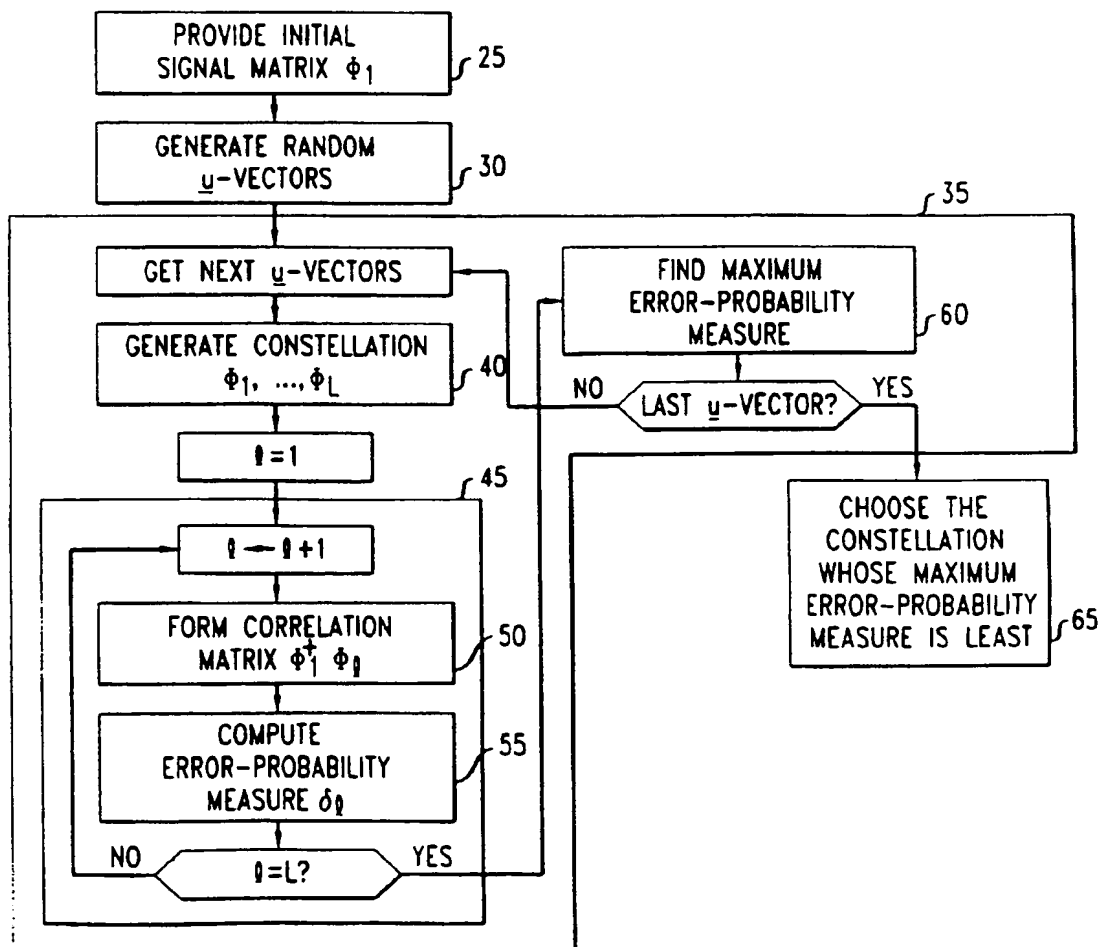 PROVIDE INITIAL
SIGNAL MATRIX Φ1
25
GENERATE RANDOM
u-VECTORS
30
35
GET NEXT u-VECTORS
GENERATE CONSTELLATION
Φ1, ...,ΦL
40
ℓ=1
45
ℓ ← ℓ+1
FORM CORRELATION
MATRIX Φ1† Φℓ
50
COMPUTE
ERROR-PROBABILITY
MEASURE δℓ
55
NO
ℓ=L?
YES
FIND MAXIMUM
ERROR-PROBABILITY
MEASURE
60
NO
LAST u-VECTOR?
YES
CHOOSE THE
CONSTELLATION
WHOSE MAXIMUM
ERROR-PROBABILITY
MEASURE IS LEAST
65